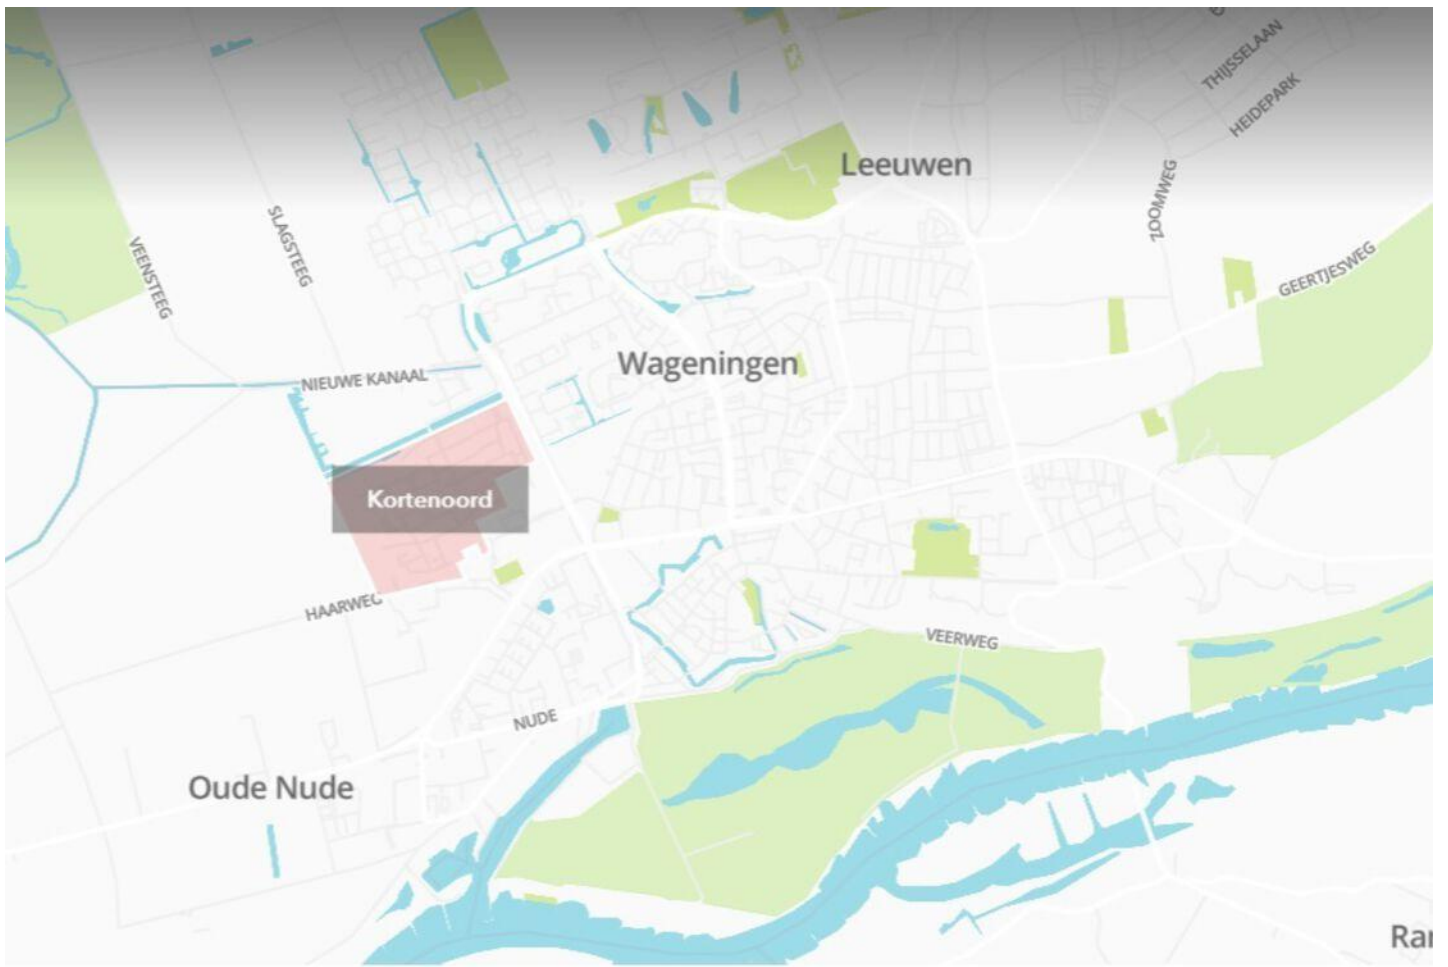 THIJSSELAAN
HEIDEPARK
Leeuwen
ZOOMWEG
SLAGSTEEG
VEENSTEEG
GEERTJESWEG
Wageningen
NIEUWE KANAAL
Kortenoord
HAARWEG
VEERWEG
NUDE
Oude Nude